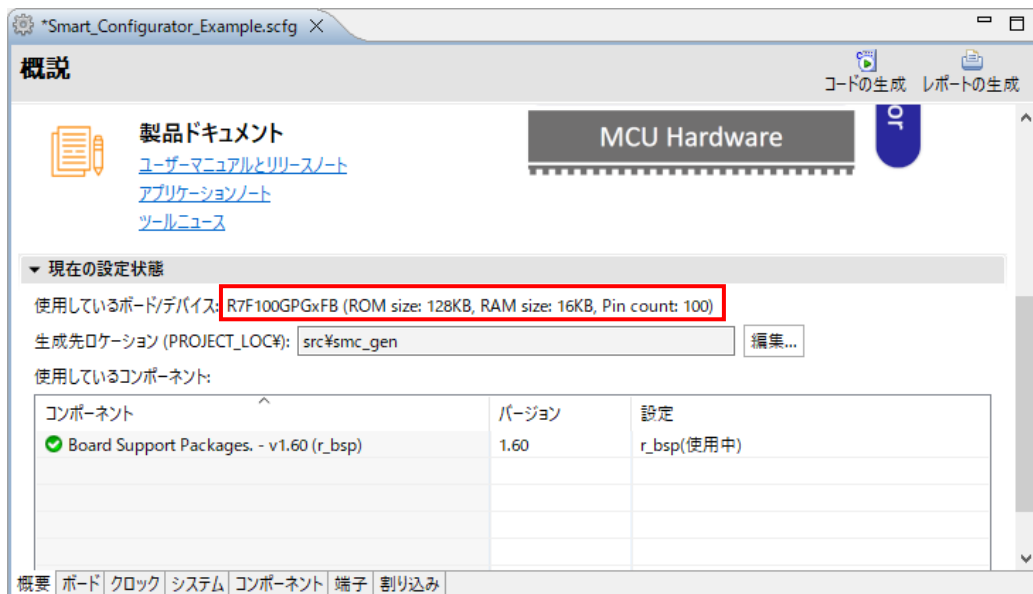 *Smart_Configurator_Example.scfg
概説
コードの生成 レポートの生成
製品ドキュメント
ユーザーマニュアルとリリースノート
アプリケーションノート
ツールニュース
MCU Hardware
or
現在の設定状態
使用しているボード/デバイス: R7F100GPGxFB (ROM size: 128KB, RAM size: 16KB, Pin count: 100)
生成先ロケーション (PROJECT_LOC¥): src¥smc_gen 編集...
使用しているコンポーネント:
コンポーネント バージョン 設定
Board Support Packages. - v1.60 (r_bsp) 1.60 r_bsp(使用中)
概要 ボード クロック システム コンポーネント 端子 割り込み